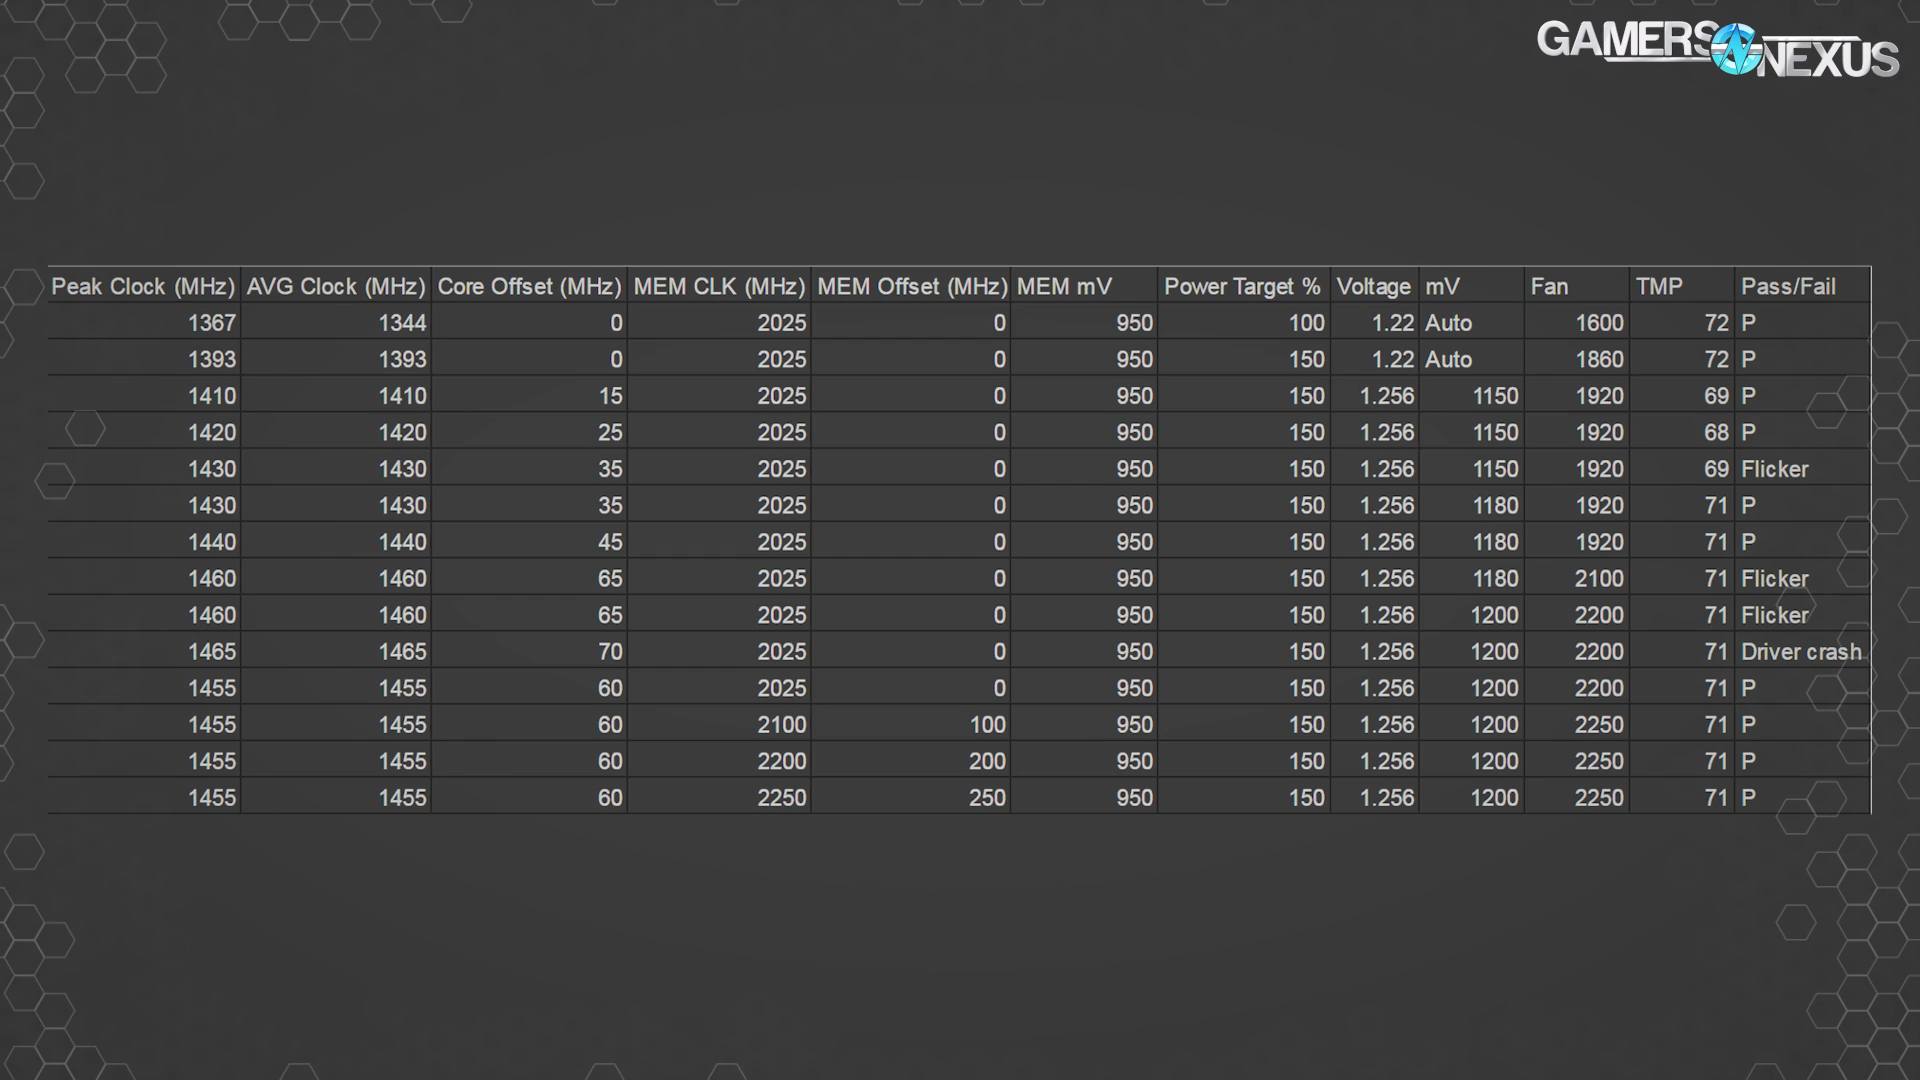 GAMERS NEXUS
Peak Clock (MHz) AVG Clock (MHz) Core Offset (MHz) MEM CLK (MHz) MEM Offset (MHz) MEM mV Power Target % Voltage mV Fan TMP Pass/Fail
1367 1344 0 2025 0 950 100 1.22 Auto 1600 72 P
1393 1393 0 2025 0 950 150 1.22 Auto 1860 72 P
1410 1410 15 2025 0 950 150 1.256 1150 1920 69 P
1420 1420 25 2025 0 950 150 1.256 1150 1920 68 P
1430 1430 35 2025 0 950 150 1.256 1150 1920 69 Flicker
1430 1430 35 2025 0 950 150 1.256 1180 1920 71 P
1440 1440 45 2025 0 950 150 1.256 1180 1920 71 P
1460 1460 65 2025 0 950 150 1.256 1180 2100 71 Flicker
1460 1460 65 2025 0 950 150 1.256 1200 2200 71 Flicker
1465 1465 70 2025 0 950 150 1.256 1200 2200 71 Driver crash
1455 1455 60 2025 0 950 150 1.256 1200 2200 71 P
1455 1455 60 2100 100 950 150 1.256 1200 2250 71 P
1455 1455 60 2200 200 950 150 1.256 1200 2250 71 P
1455 1455 60 2250 250 950 150 1.256 1200 2250 71 P